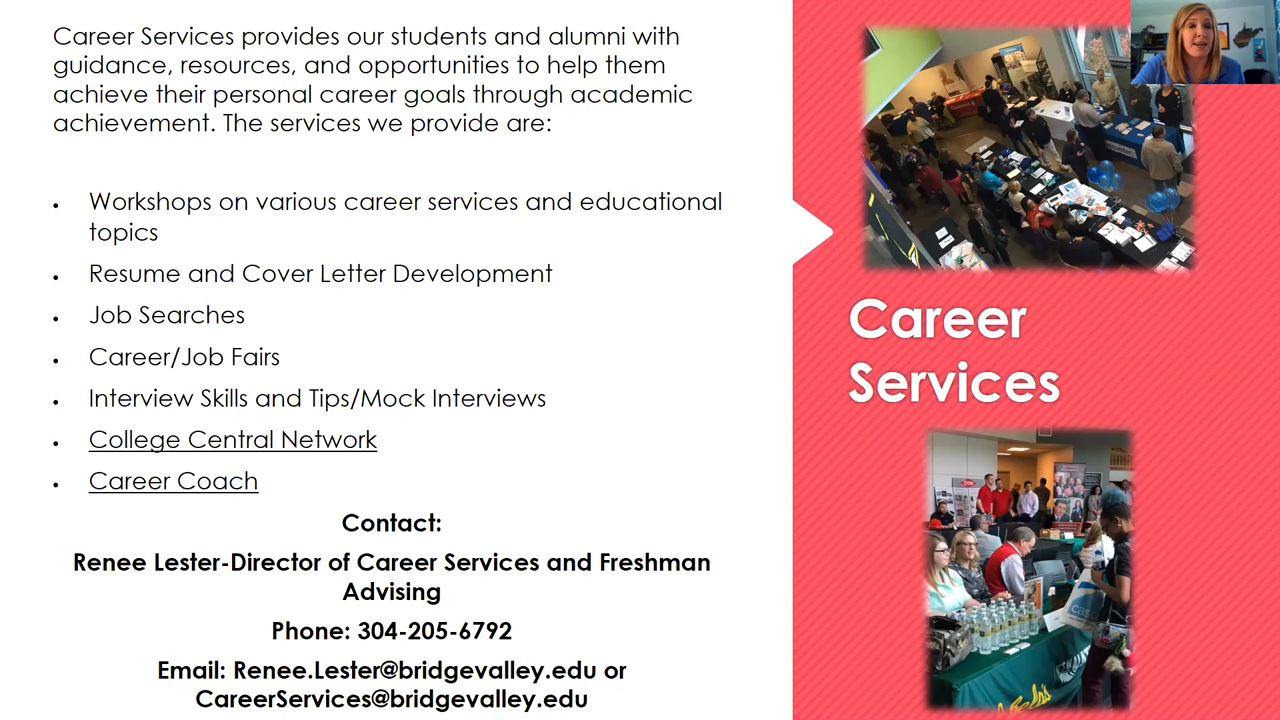 Career Services provides our students and alumni with
guidance, resources, and opportunities to help them
achieve their personal career goals through academic
achievement. The services we provide are:
• Workshops on various career services and educational
topics
• Resume and Cover Letter Development
• Job Searches
• Career/Job Fairs
• Interview Skills and Tips/Mock Interviews
• College Central Network
• Career Coach
Contact:
Renee Lester-Director of Career Services and Freshman
Advising
Phone: 304-205-6792
Email: Renee.Lester@bridgevalley.edu or
CareerServices@bridgevalley.edu
Career
Services